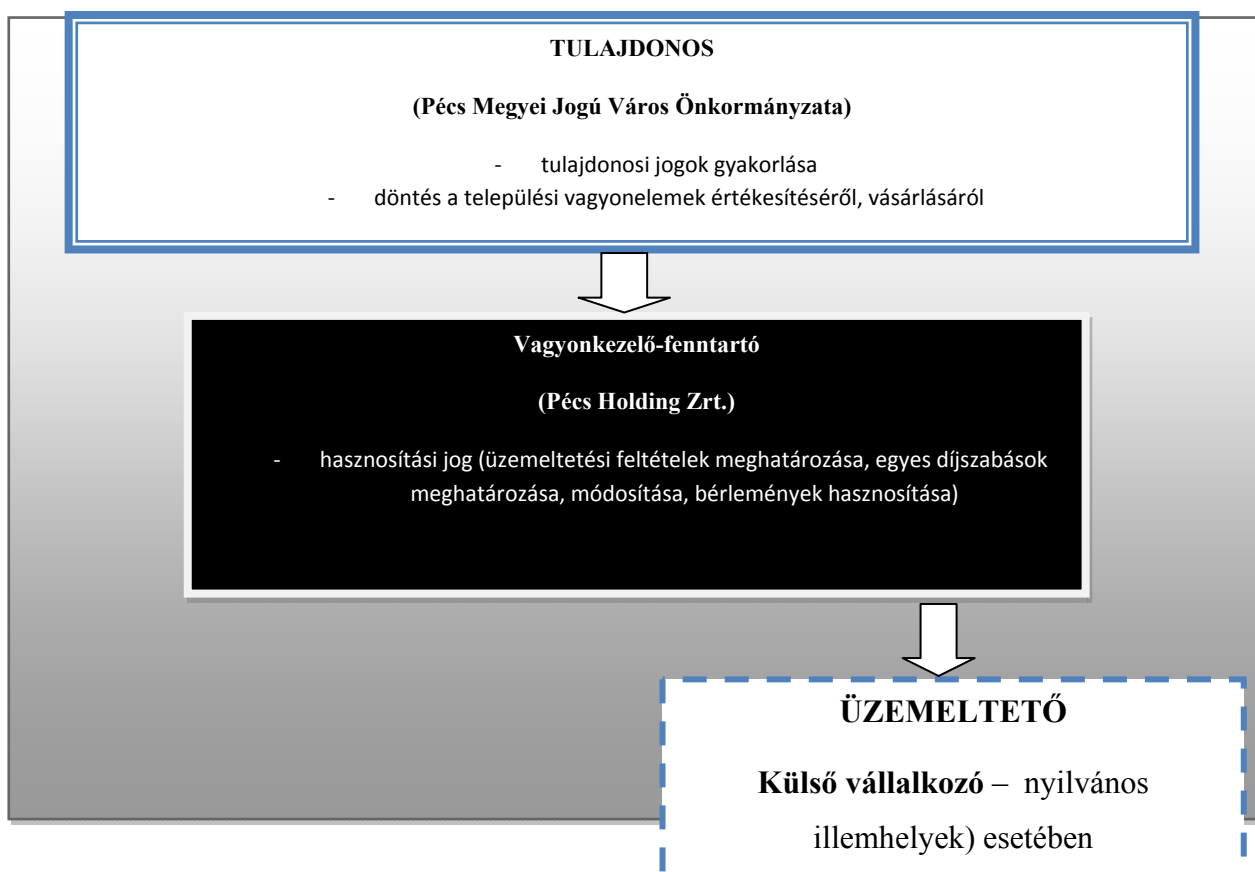 TULAJDONOS
(Pécs Megyei Jogú Város Önkormányzata)
- tulajdonosi jogok gyakorlása
- döntés a települési vagyonelemek értékesítéséről, vásárlásáról
Vagyonkezelő-fenntartó
(Pécs Holding Zrt.)
- hasznosítási jog (üzemeltetési feltételek meghatározása, egyes díjszabások
meghatározása, módosítása, bérlemények hasznosítása)
ÜZEMELTETŐ
Külső vállalkozó – nyilvános
illemhelyek) esetében